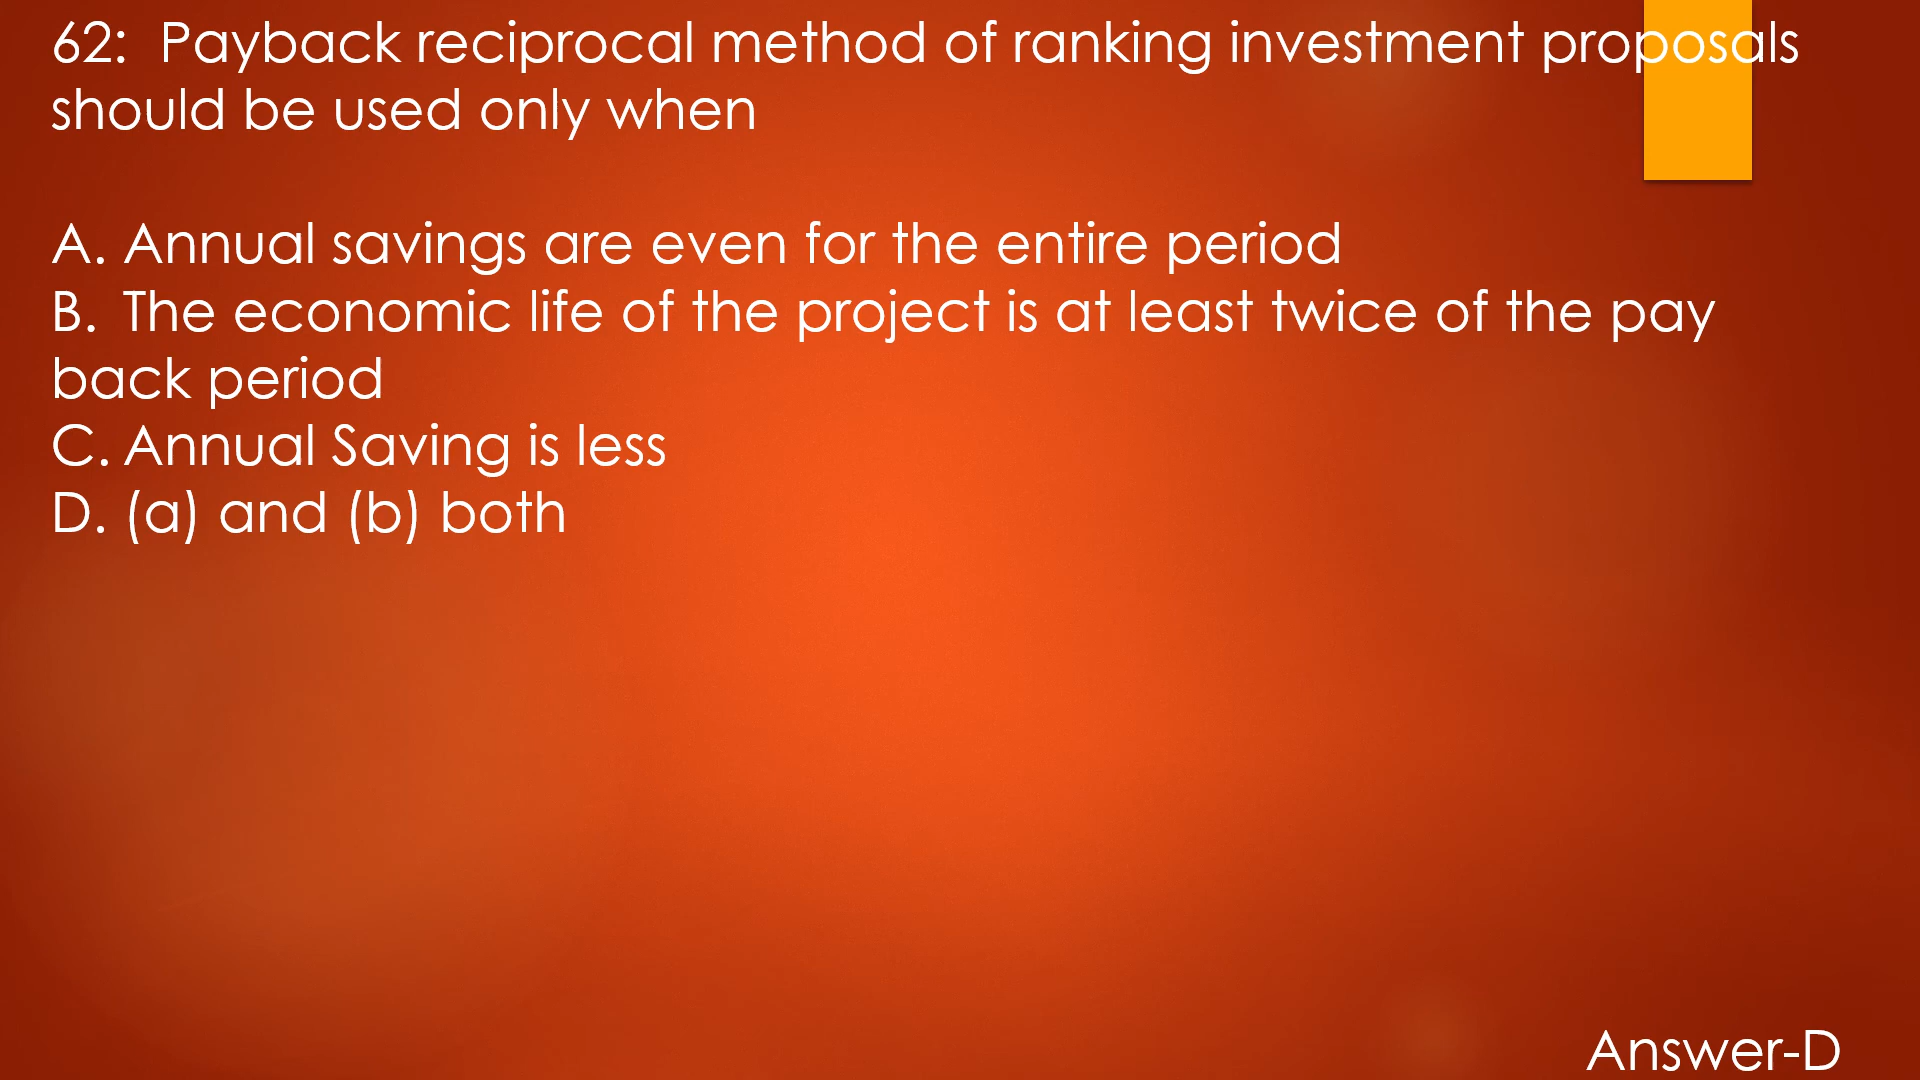 62:  Payback reciprocal method of ranking investment proposals
should be used only when
A. Annual savings are even for the entire period
B.  The economic life of the project is at least twice of the pay
back period
C. Annual Saving is less
D. (a) and (b) both
Answer-D